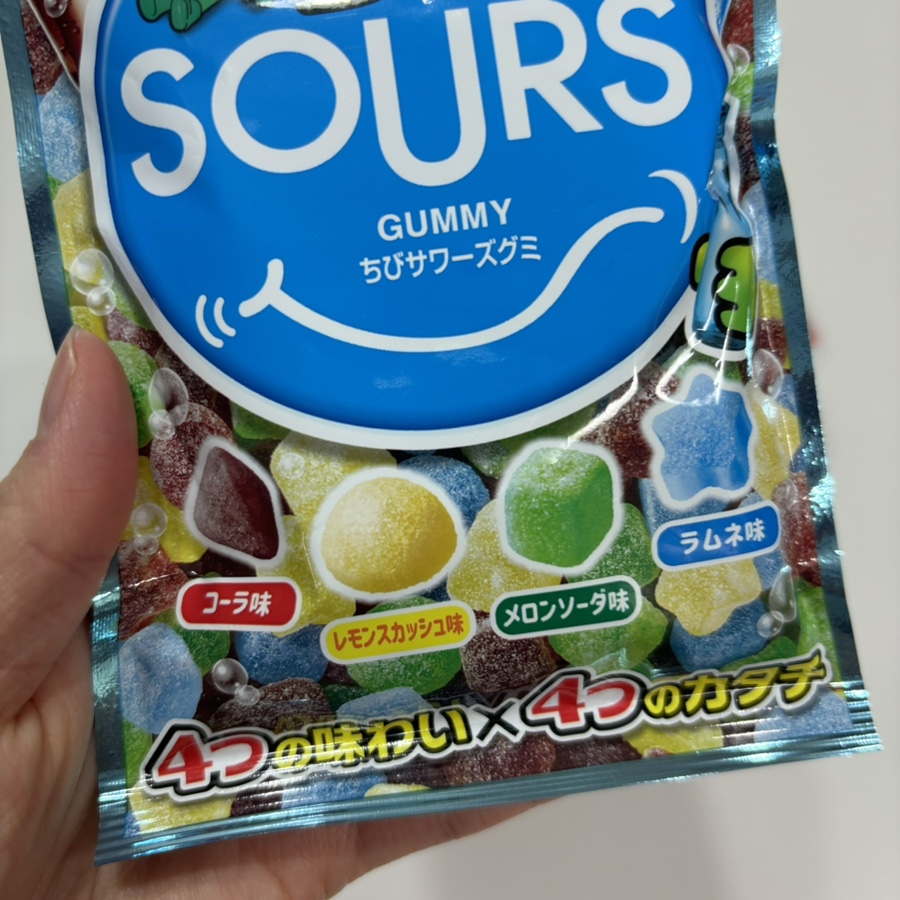 SOURS
GUMMY
ちびサワーズグミ
コーラ味
レモンスカッシュ味
メロンソーダ味
ラムネ味
4つの味わい×4つのカタチ